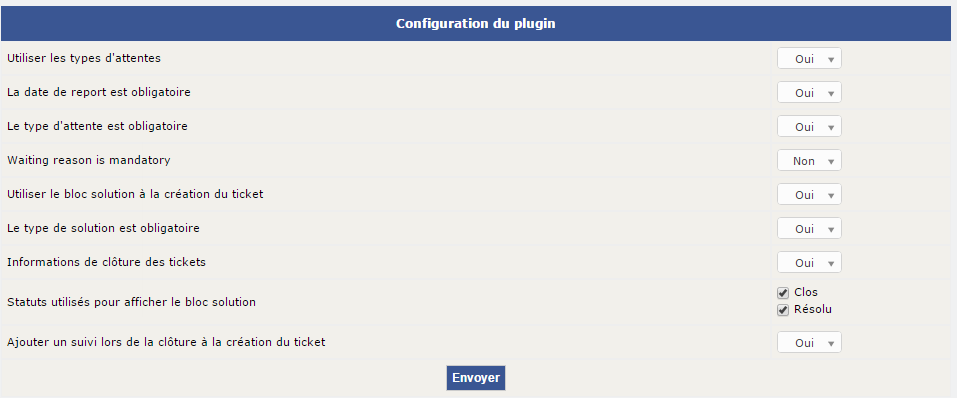 Configuration du plugin
Utiliser les types d'attentes Oui
La date de report est obligatoire Oui
Le type d'attente est obligatoire Oui
Waiting reason is mandatory Non
Utiliser le bloc solution à la création du ticket Oui
Le type de solution est obligatoire Oui
Informations de clôture des tickets Oui
Statuts utilisés pour afficher le bloc solution
Clos
Résolu
Ajouter un suivi lors de la clôture à la création du ticket Oui
Envoyer